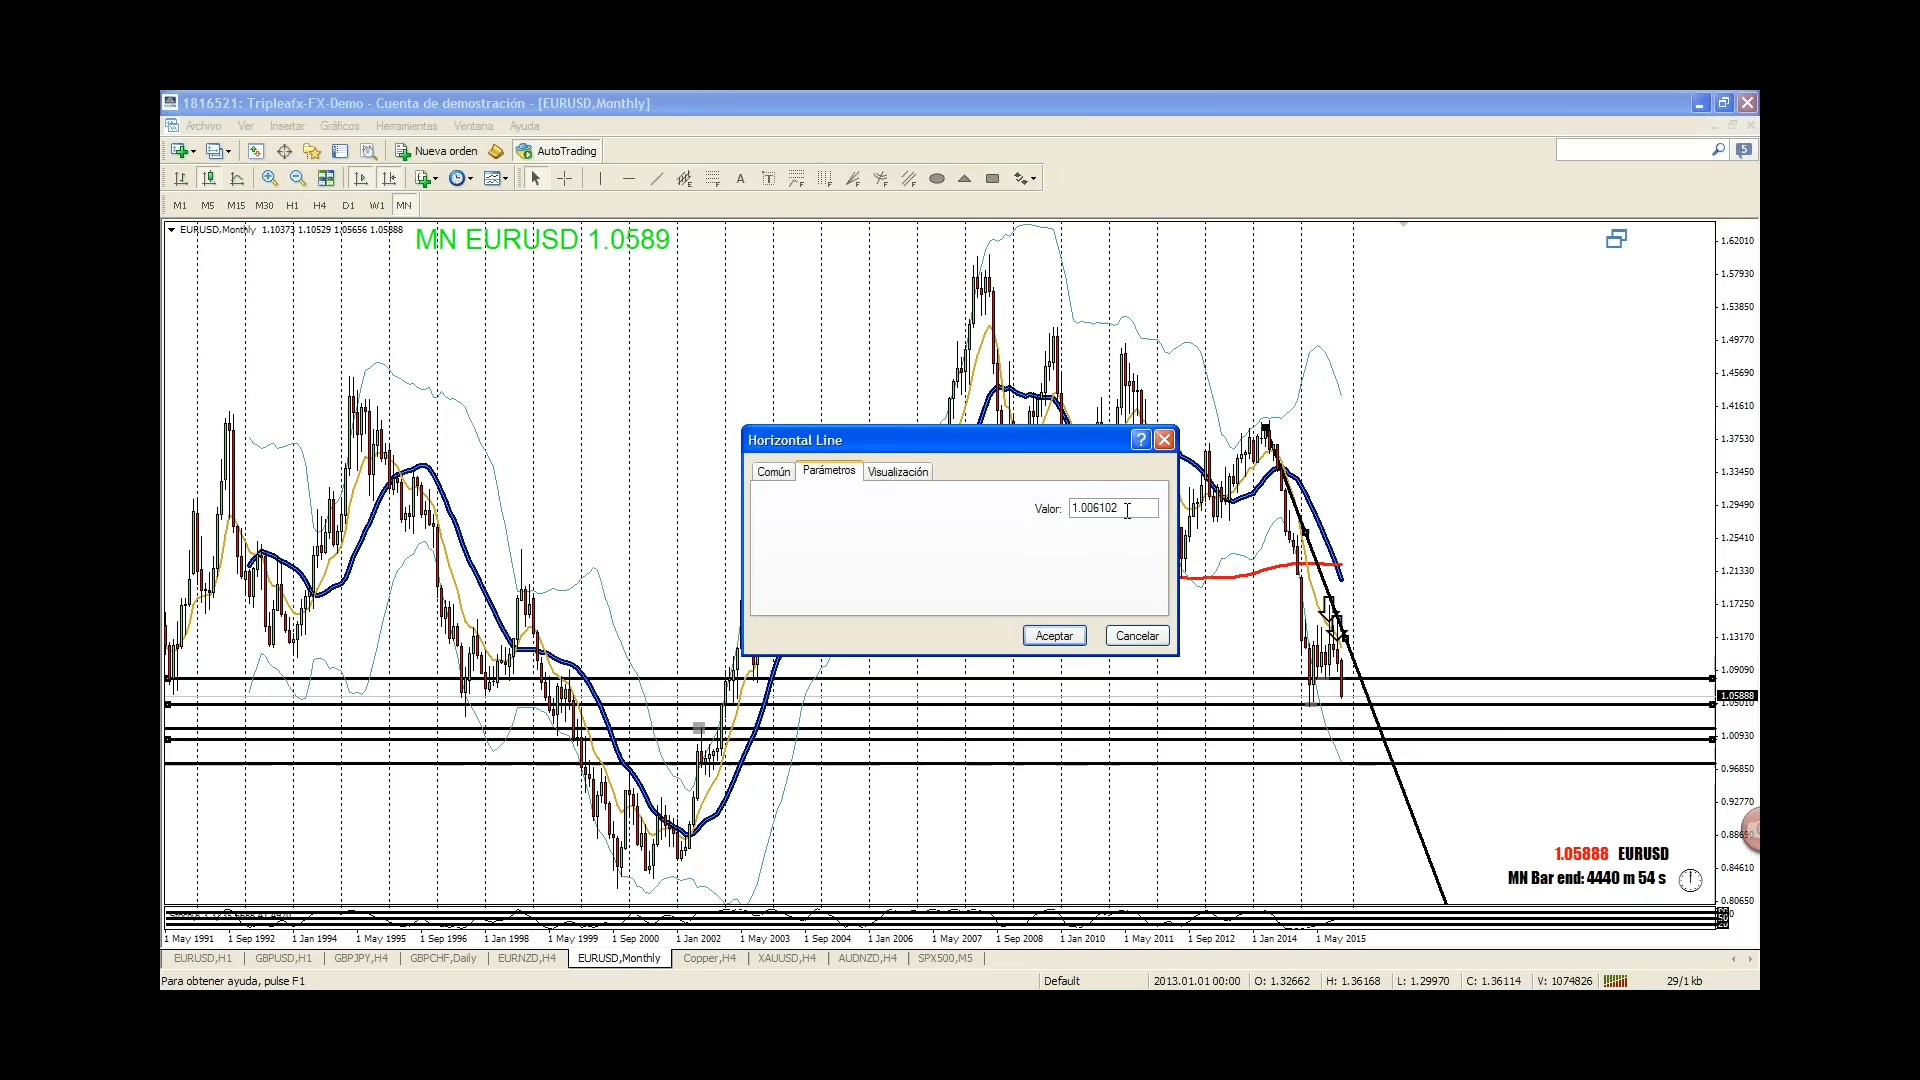 1816521: Tripleafx-FX-Demo - Cuenta de demostración - [EURUSD,Monthly]
Archivo Ver Insertar Gráficos Herramientas Ventana Ayuda
Nueva orden AutoTrading 5
M1 M5 M15 M30 H1 H4 D1 W1 MN
EURUSD,Monthly 1.10373 1.10529 1.05656 1.05888
MN EURUSD 1.0589
1.62010
1.57930
1.53850
1.49770
1.45690
1.41610
1.37530
1.33450
1.29490
1.25410
1.21330
1.17250
1.13170
1.09090
1.05888
1.05010
1.00930
0.96850
0.92770
0.88690
0.84610
0.80650
Horizontal Line
Común Parámetros Visualización
Valor: 1.006102
Aceptar Cancelar
1.05888 EURUSD
MN Bar end: 4440 m 54 s
1 May 1991 1 Sep 1992 1 Jan 1994 1 May 1995 1 Sep 1996 1 Jan 1998 1 May 1999 1 Sep 2000 1 Jan 2002 1 May 2003 1 Sep 2004 1 Jan 2006 1 May 2007 1 Sep 2008 1 Jan 2010 1 May 2011 1 Sep 2012 1 Jan 2014 1 May 2015
EURUSD,H1 GBPUSD,H1 GBPJPY,H4 GBPCHF,Daily EURNZD,H4 EURUSD,Monthly Copper,H4 XAUUSD,H4 AUDNZD,H4 SPX500,M5
Para obtener ayuda, pulse F1 Default 2013.01.01 00:00 O: 1.32662 H: 1.36168 L: 1.29970 C: 1.36114 V: 1074826 29/1 kb